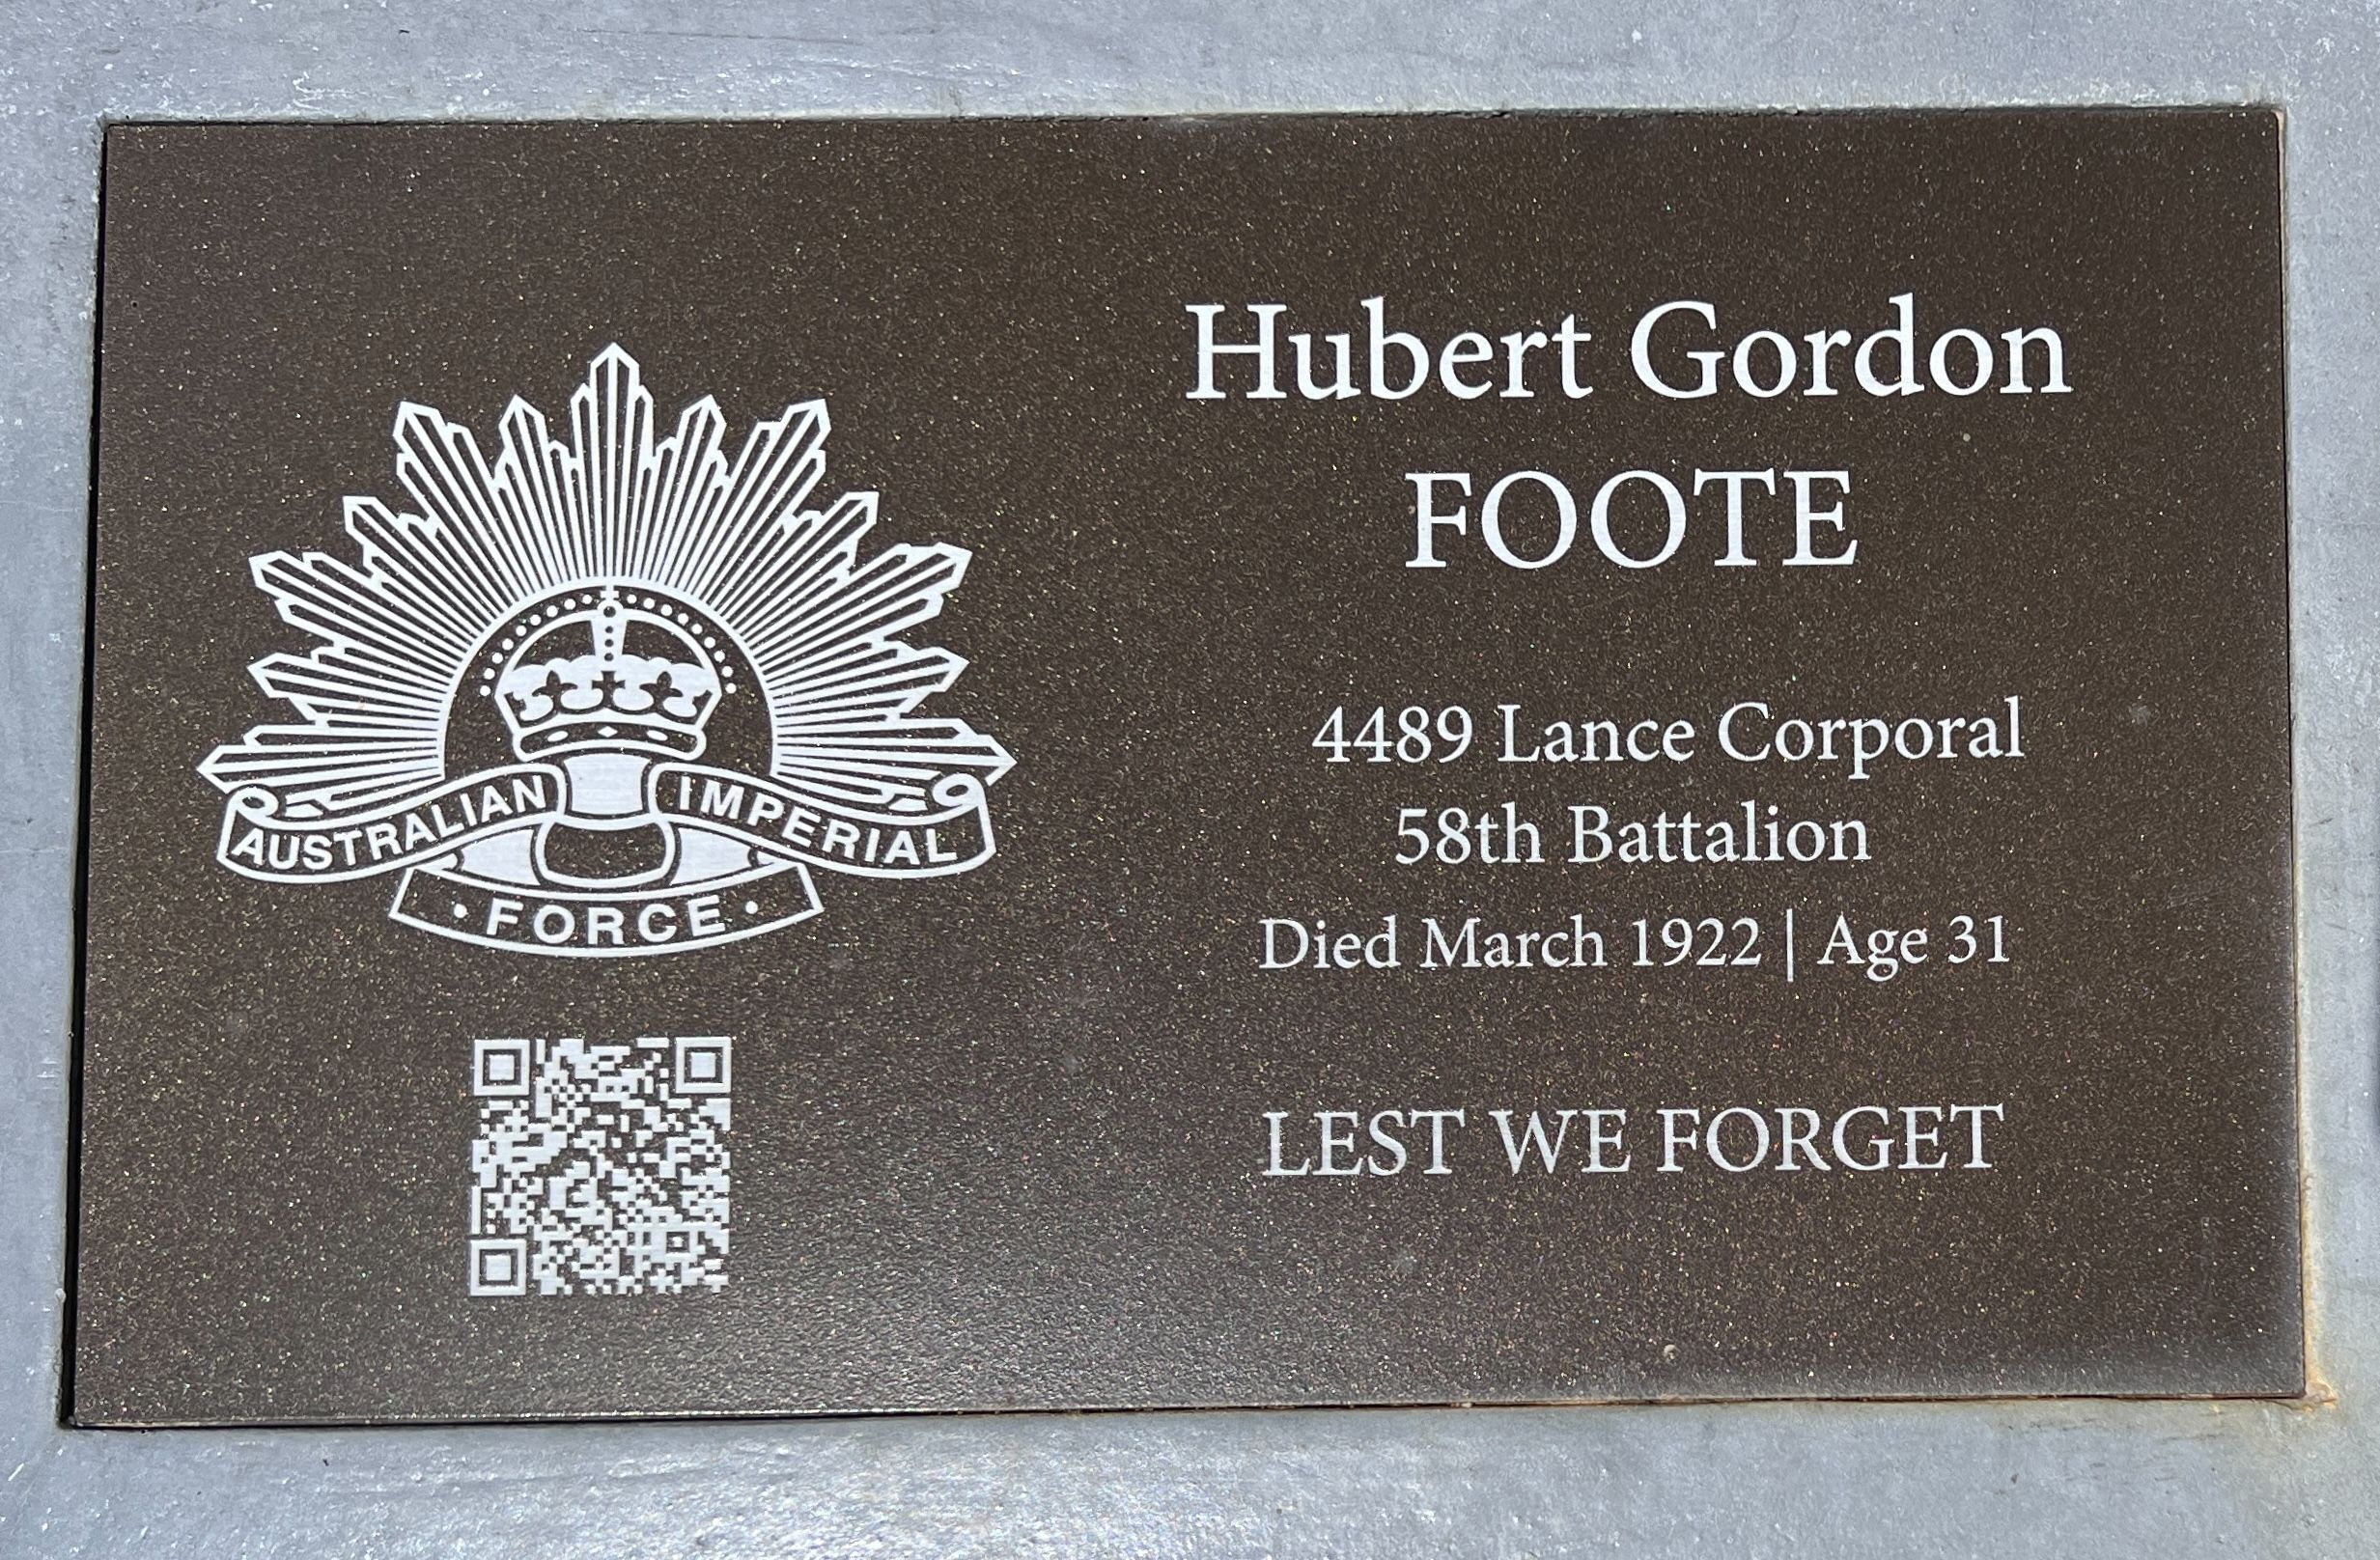 AUSTRALIAN IMPERIAL
• FORCE •
Hubert Gordon
FOOTE
4489 Lance Corporal
58th Battalion
Died March 1922 | Age 31
LEST WE FORGET